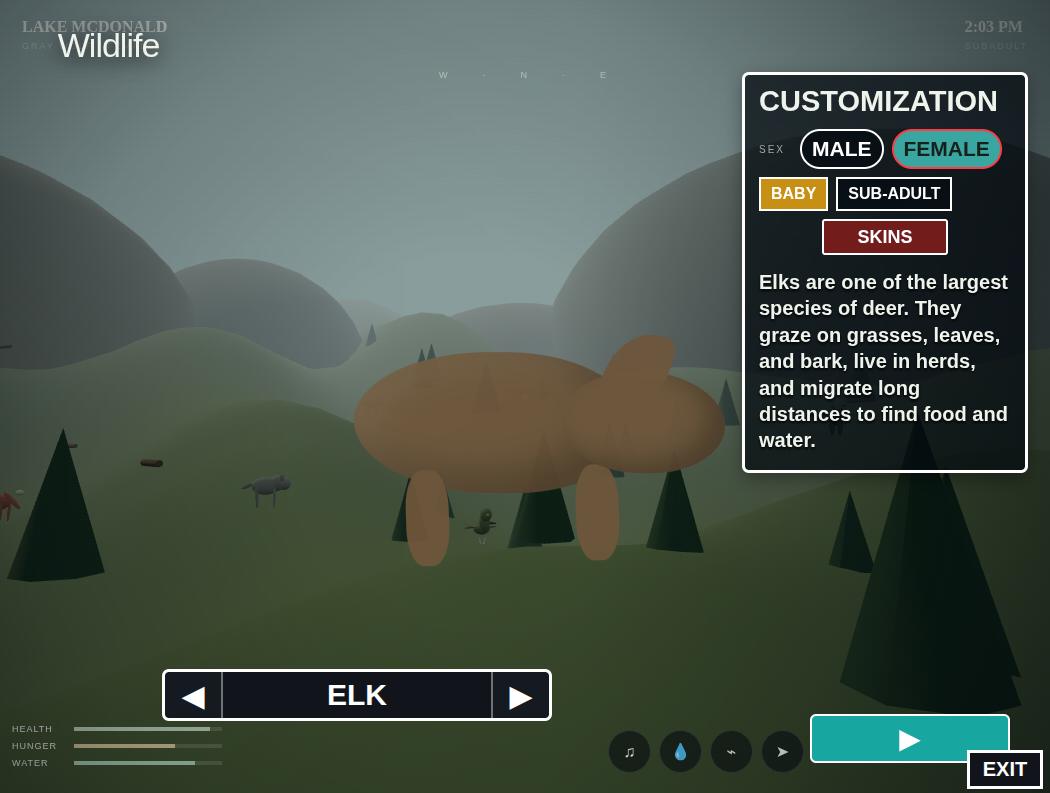 LAKE MCDONALD
2:03 PM
GRAY
Wildlife
SUBADULT
W · N · E
CUSTOMIZATION
SEX MALE FEMALE
BABY SUB-ADULT
SKINS
Elks are one of the largest
species of deer. They
graze on grasses, leaves,
and bark, live in herds,
and migrate long
distances to find food and
water.
ELK
HEALTH
HUNGER
WATER
EXIT